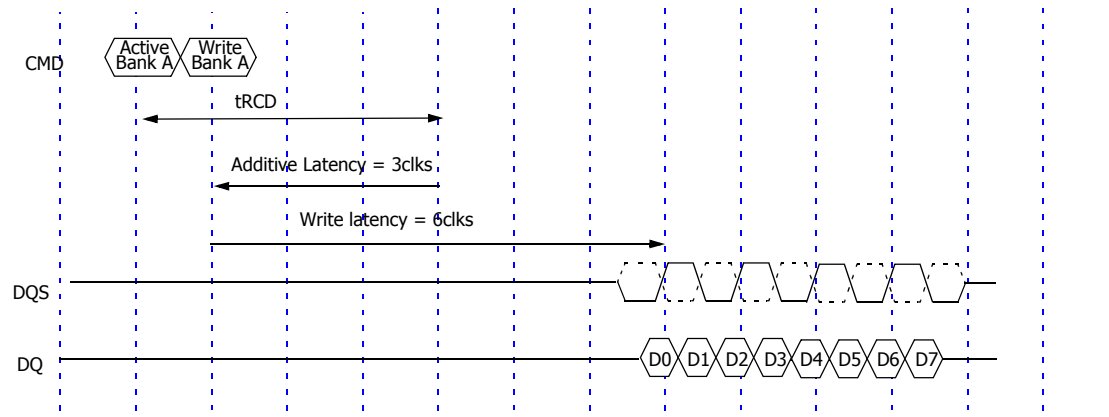 CMD
Active
Bank A
Write
Bank A
tRCD
Additive Latency = 3clks
Write latency = 6clks
DQS
DQ
D0 D1 D2 D3 D4 D5 D6 D7